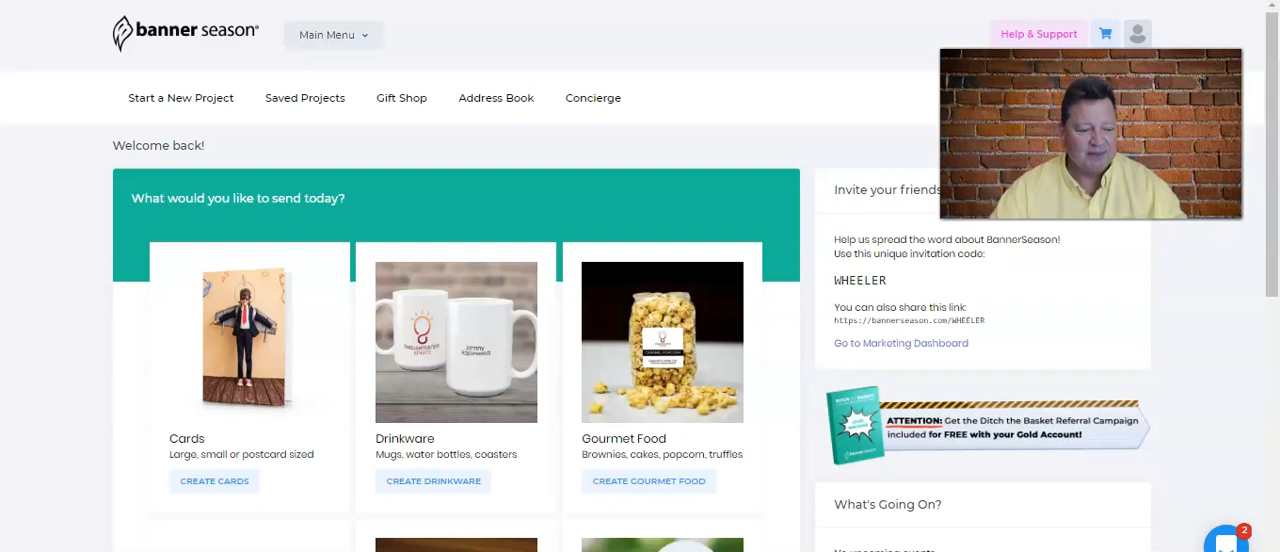 banner season®
Main Menu
Help & Support
Start a New Project
Saved Projects
Gift Shop
Address Book
Concierge
Welcome back!
What would you like to send today?
Invite your friends
Help us spread the word about BannerSeason!
Use this unique invitation code:
WHEELER
You can also share this link:
https://bannerseason.com/WHEELER
Go to Marketing Dashboard
CARAMEL POPCORN
Cards
Large, small or postcard sized
CREATE CARDS
Drinkware
Mugs, water bottles, coasters
CREATE DRINKWARE
Gourmet Food
Brownies, cakes, popcorn, truffles
CREATE GOURMET FOOD
ATTENTION: Get the Ditch the Basket Referral Campaign
included for FREE with your Gold Account!
What's Going On?
2